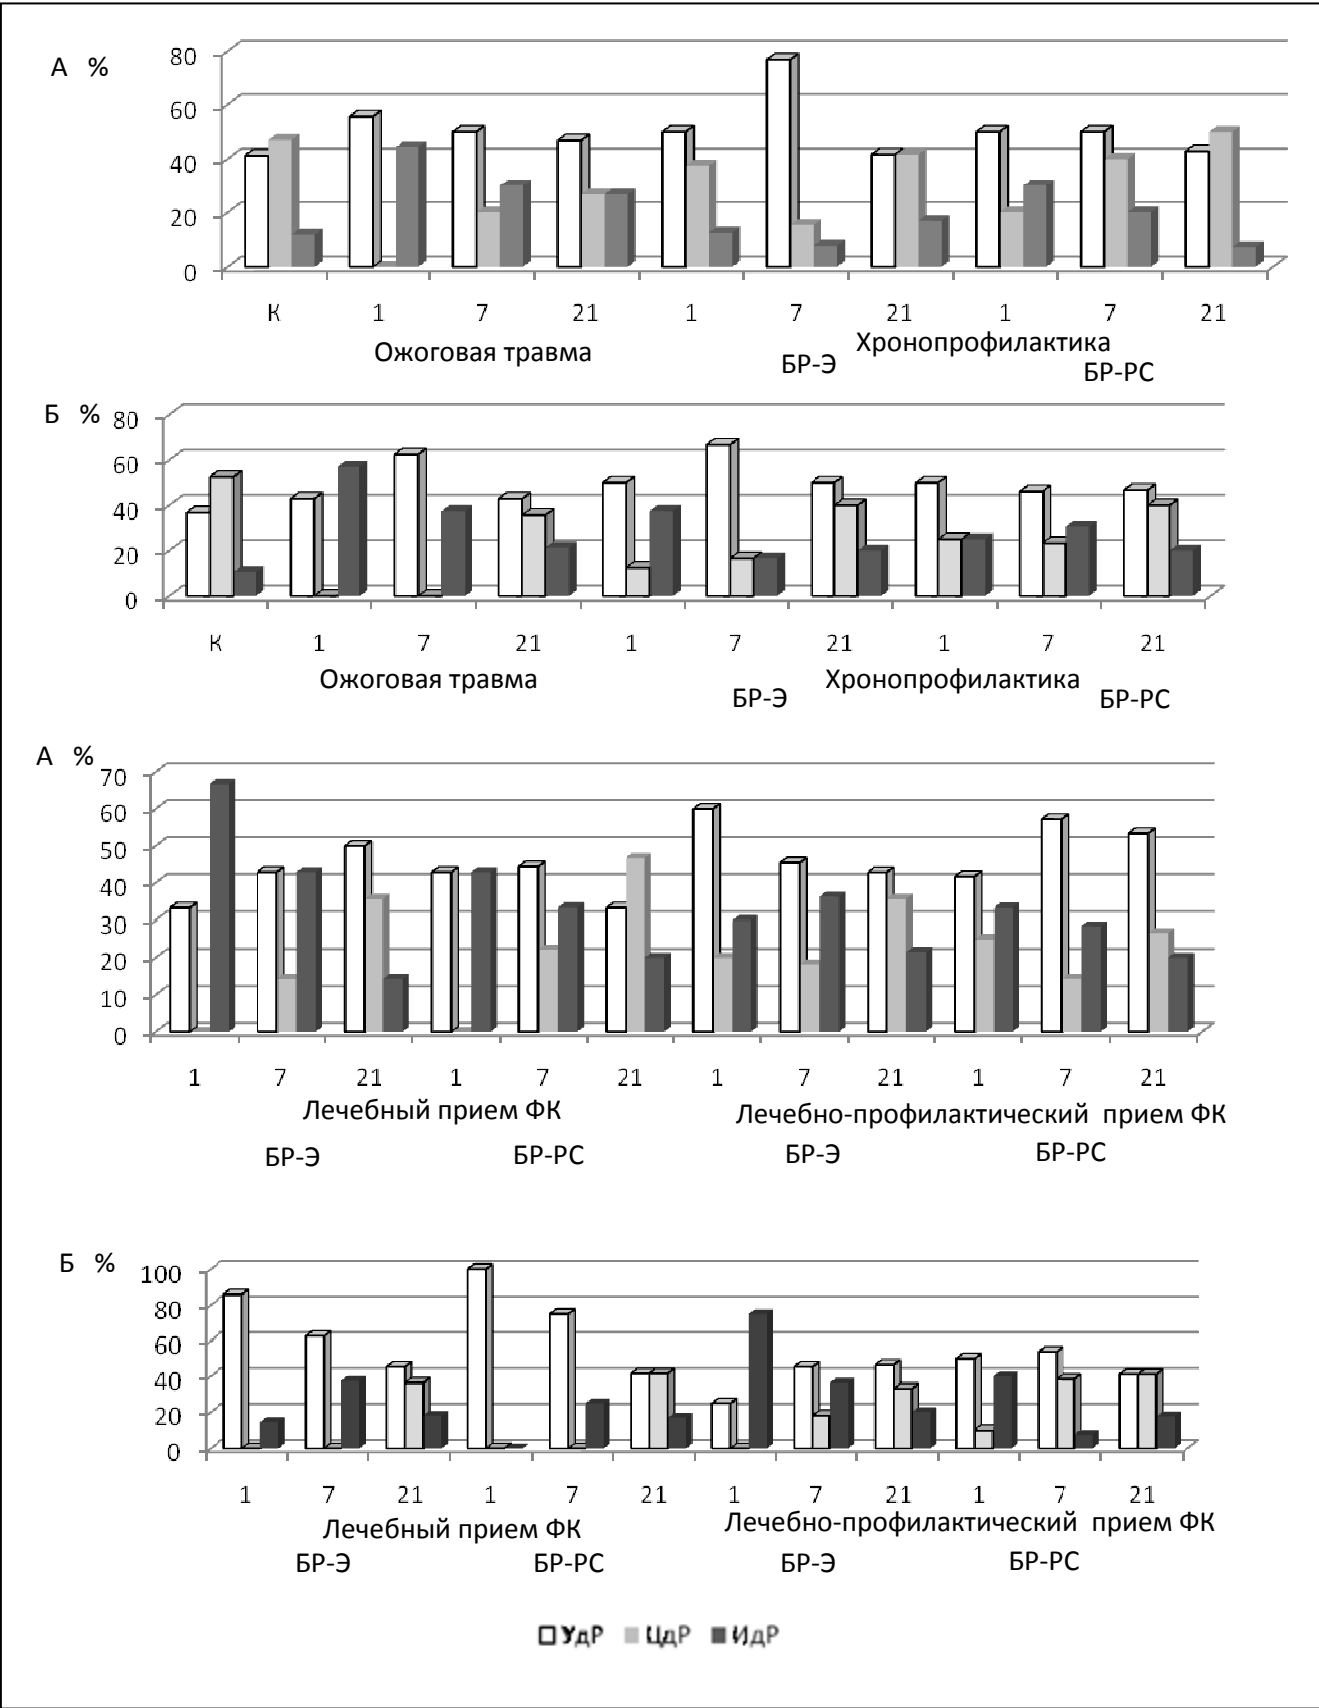 А %
80
60
40
20
0
К 1 7 21 1 7 21 1 7 21
Ожоговая травма БР-Э Хронопрофилактика БР-РС
Б %
80
60
40
20
0
К 1 7 21 1 7 21 1 7 21
Ожоговая травма БР-Э Хронопрофилактика БР-РС
А %
70
60
50
40
30
20
10
0
1 7 21 1 7 21 1 7 21 1 7 21
Лечебный прием ФК Лечебно-профилактический прием ФК
БР-Э БР-РС БР-Э БР-РС
Б %
100
80
60
40
20
0
1 7 21 1 7 21 1 7 21 1 7 21
Лечебный прием ФК Лечебно-профилактический прием ФК
БР-Э БР-РС БР-Э БР-РС
УдР ЦдР ИдР